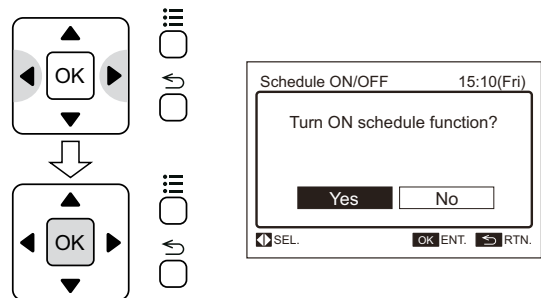 OK
OK
Schedule ON/OFF 15:10(Fri)
Turn ON schedule function?
Yes No
SEL. OK ENT. RTN.